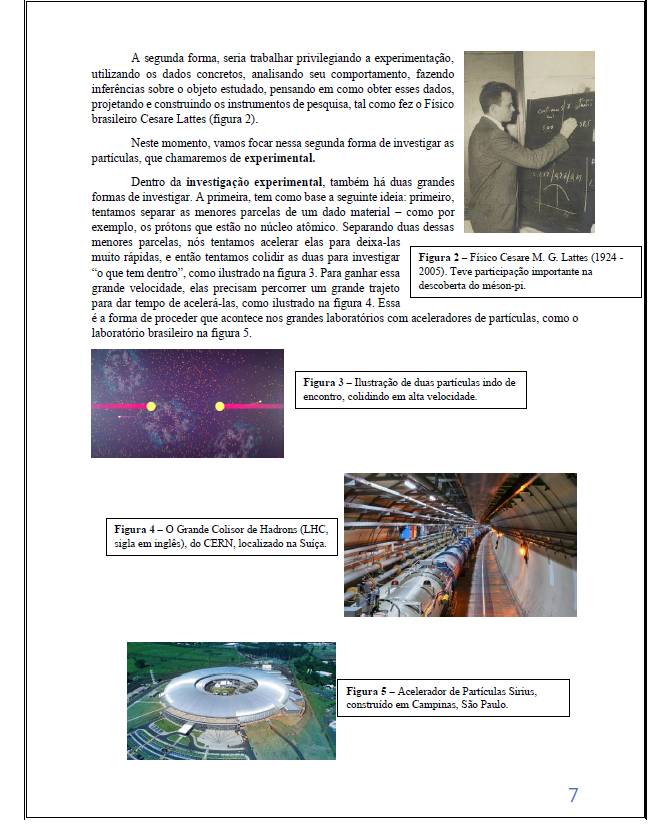 A segunda forma, seria trabalhar privilegiando a experimentação,
utilizando os dados concretos, analisando seu comportamento, fazendo
inferências sobre o objeto estudado, pensando em como obter esses dados,
projetando e construindo os instrumentos de pesquisa, tal como fez o Físico
brasileiro Cesare Lattes (figura 2).
Neste momento, vamos focar nessa segunda forma de investigar as
partículas, que chamaremos de experimental.
Dentro da investigação experimental, também há duas grandes
formas de investigar. A primeira, tem como base a seguinte ideia: primeiro,
tentamos separar as menores parcelas de um dado material – como por
exemplo, os prótons que estão no núcleo atômico. Separando duas dessas
menores parcelas, nós tentamos acelerar elas para deixa-las
muito rápidas, e então tentamos colidir as duas para investigar
“o que tem dentro”, como ilustrado na figura 3. Para ganhar essa
grande velocidade, elas precisam percorrer um grande trajeto
para dar tempo de acelerá-las, como ilustrado na figura 4. Essa
é a forma de proceder que acontece nos grandes laboratórios com aceleradores de partículas, como o
laboratório brasileiro na figura 5.
Figura 2 – Físico Cesare M. G. Lattes (1924 -
2005). Teve participação importante na
descoberta do méson-pi.
Figura 3 – Ilustração de duas partículas indo de
encontro, colidindo em alta velocidade.
Figura 4 – O Grande Colisor de Hadrons (LHC,
sigla em inglês), do CERN, localizado na Suíça.
Figura 5 – Acelerador de Partículas Sirius,
construído em Campinas, São Paulo.
7